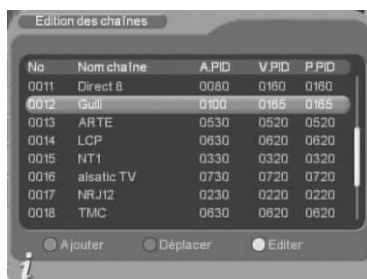 Edition des chaînes
No Nom chaîne A.PID V.PID P.PID
0011 Direct 8 0080 0160 0160
0012 Gulli 0100 0165 0165
0013 ARTE 0530 0520 0520
0014 LCP 0630 0620 0620
0015 NT1 0330 0320 0320
0016 alsatic TV 0730 0720 0720
0017 NRJ12 0230 0220 0220
0018 TMC 0630 0620 0620
Ajouter Déplacer Editer
i